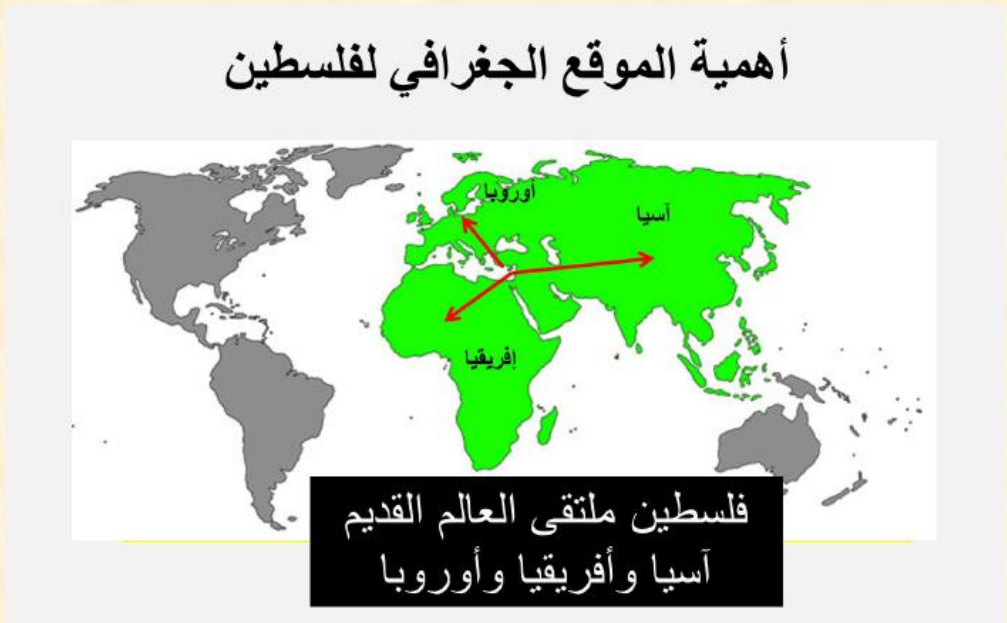 أهمية الموقع الجغرافي لفلسطين
أوروبا
آسيا
إفريقيا
فلسطين ملتقى العالم القديم
آسيا وأفريقيا وأوروبا